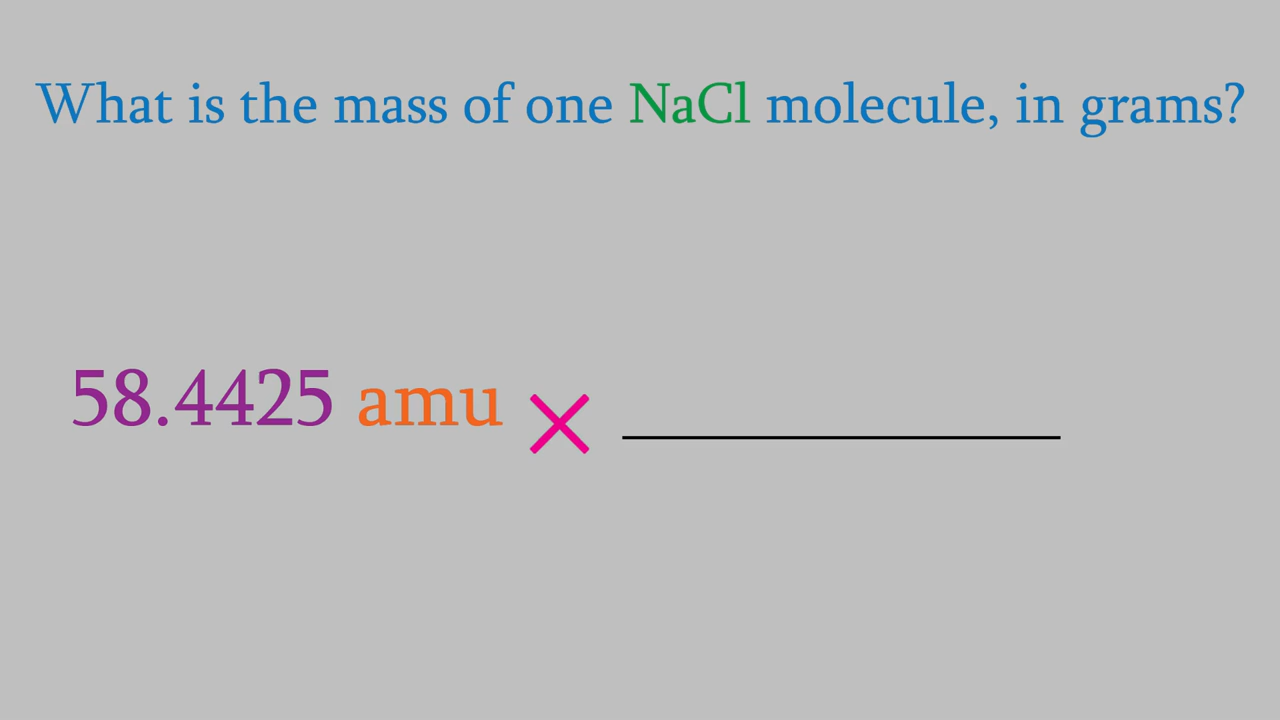 What is the mass of one NaCl molecule, in grams?
58.4425 amu ×